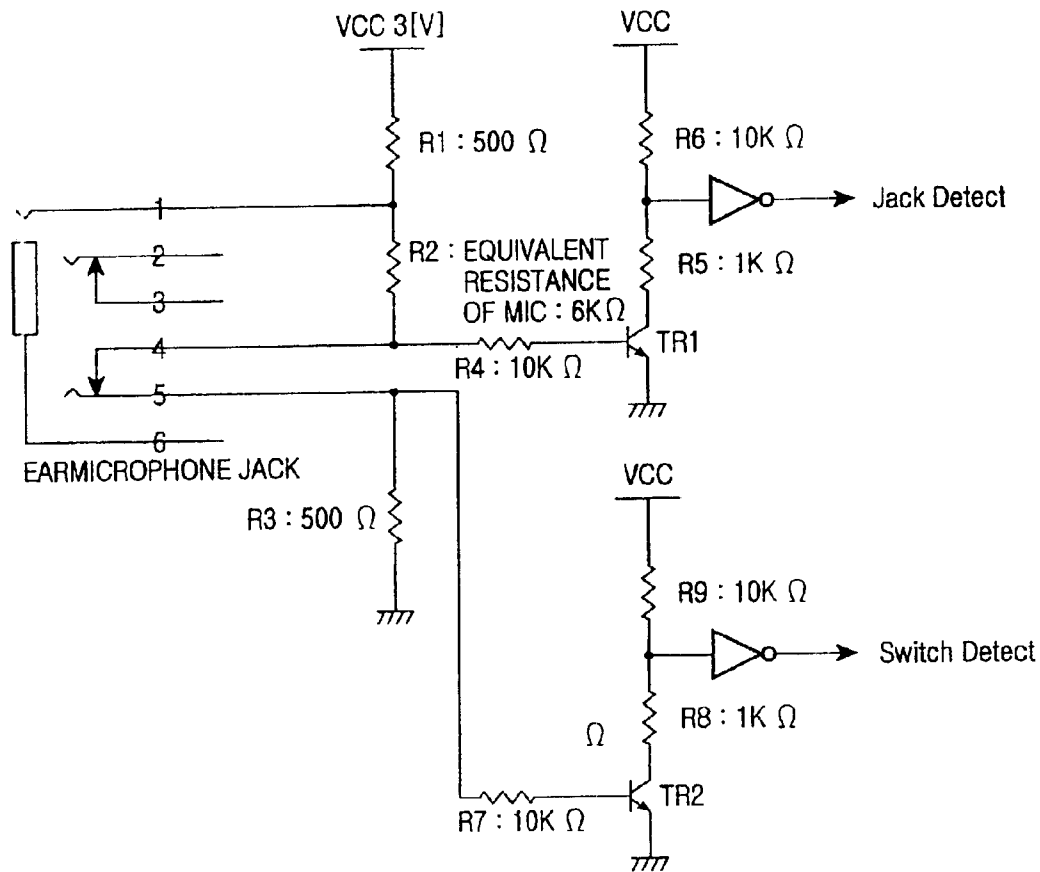 VCC 3[V]
VCC
R1 : 500 Ω
R6 : 10K Ω
1
Jack Detect
2
R2 : EQUIVALENT
RESISTANCE
OF MIC : 6KΩ
R5 : 1K Ω
3
4
TR1
R4 : 10K Ω
5
6
EARMICROPHONE JACK
VCC
R3 : 500 Ω
R9 : 10K Ω
Switch Detect
R8 : 1K Ω
Ω
TR2
R7 : 10K Ω